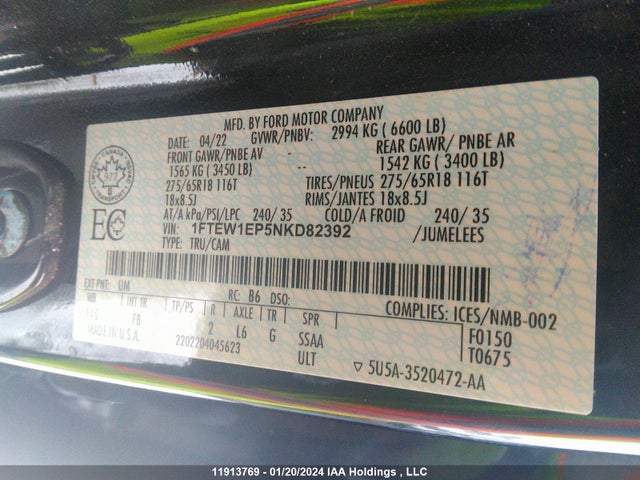 MFD. BY FORD MOTOR COMPANY
DATE: 04/22 GVWR/PNBV: 2994 KG ( 6600 LB)
FRONT GAWR/PNBE AV - REAR GAWR/ PNBE AR
1565 KG ( 3450 LB) - 1542 KG ( 3400 LB)
275/65R18 116T TIRES/PNEUS 275/65R18 116T
18x8.5J RIMS/JANTES 18x8.5J
AT/A kPa/PSI/LPC 240/ 35 COLD/A FROID 240/ 35
VIN: 1FTEW1EP5NKD82392 /JUMELEES
TYPE: TRU/CAM
CANADA
TRANSPORT
977
EC
EXT PNT: UM RC: B6 DSO:
COMPLIES: ICES/NMB-002
WB INT TR TP/PS R AXLE TR SPR
145 FB 2 L6 G SSAA
F0150
MADE IN U.S.A. 2202204045623 ULT
T0675
5U5A-3520472-AA
11913769 - 01/20/2024 IAA Holdings , LLC